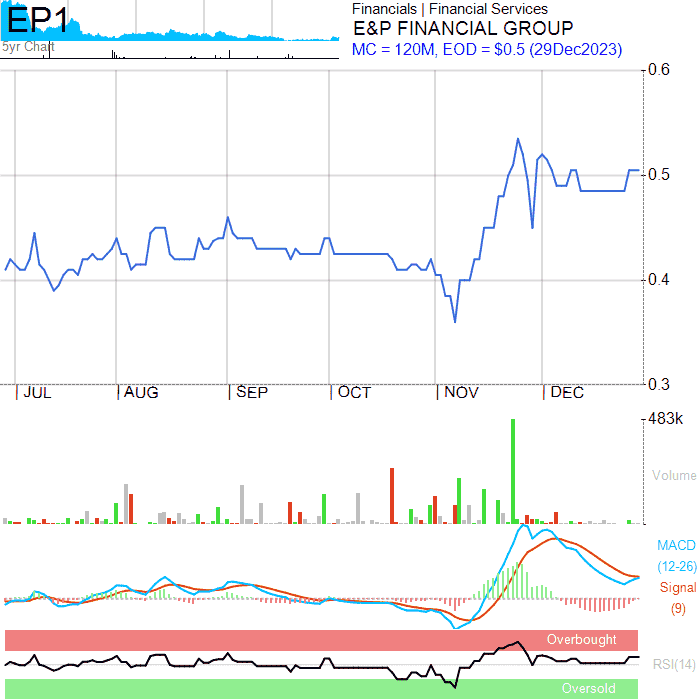 EP1
5yr Chart
Financials | Financial Services
E&P FINANCIAL GROUP
MC = 120M, EOD = $0.5 (29Dec2023)
0.6
0.5
0.4
0.3
JUL AUG SEP OCT NOV DEC
483k
Volume
MACD
(12-26)
Signal
(9)
Overbought
RSI(14)
Oversold